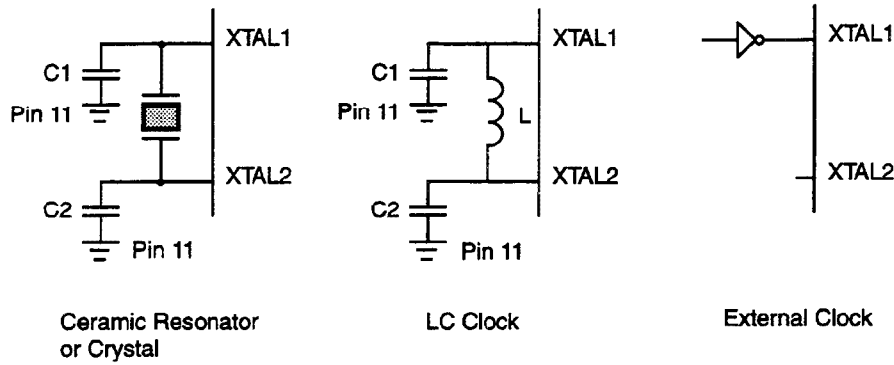 XTAL1
C1
Pin 11
XTAL2
C2
Pin 11
Ceramic Resonator
or Crystal
XTAL1
C1
Pin 11
L
XTAL2
C2
Pin 11
LC Clock
XTAL1
XTAL2
External Clock